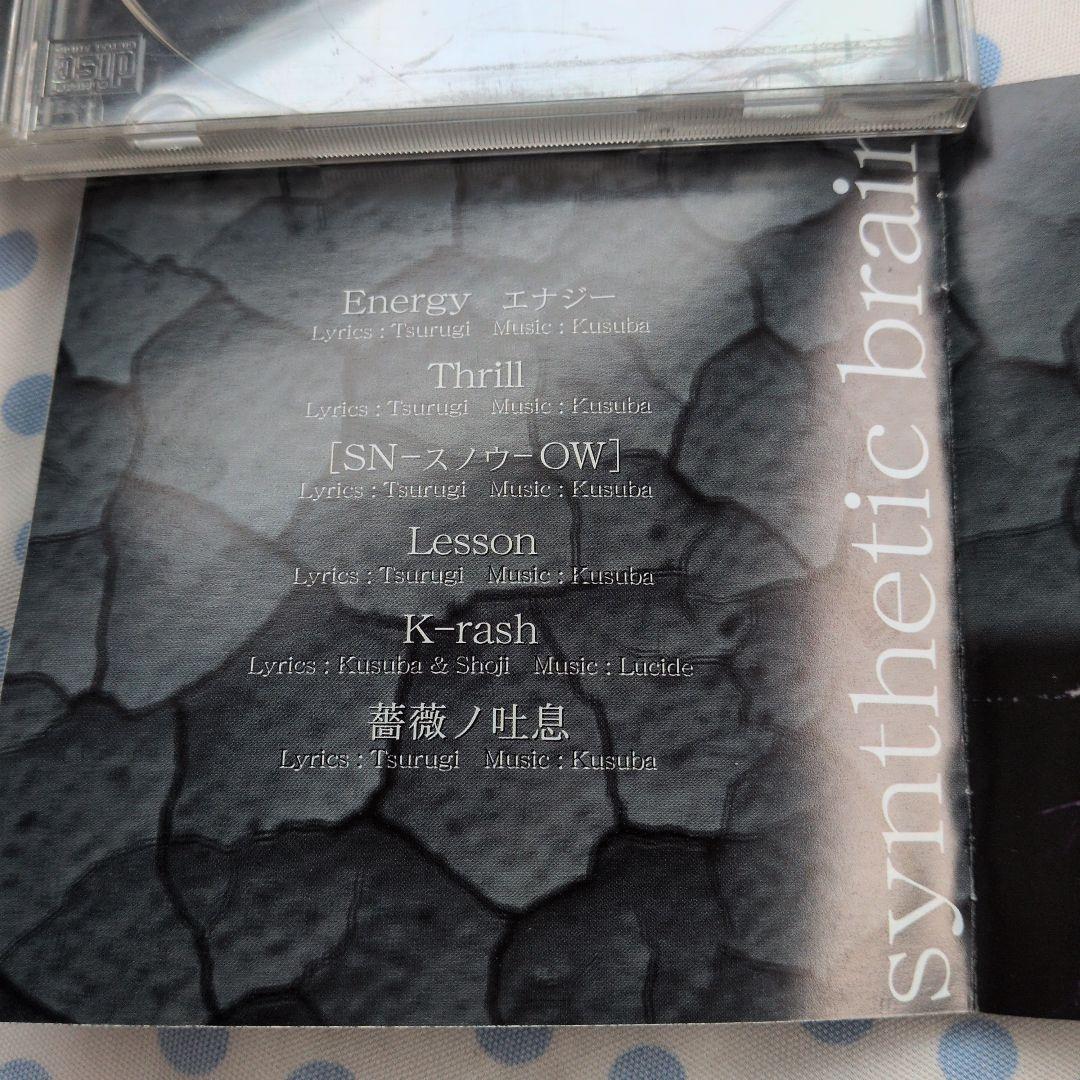 disc
Energy エナジー
Lyrics : Tsurugi Music : Kusuba
Thrill
Lyrics : Tsurugi Music : Kusuba
[SN-スノウ-OW]
Lyrics : Tsurugi Music : Kusuba
Lesson
Lyrics : Tsurugi Music : Kusuba
K-rash
Lyrics : Kusuba & Shoji Music : Lucide
薔薇ノ吐息
Lyrics : Tsurugi Music : Kusuba
synthetic brain